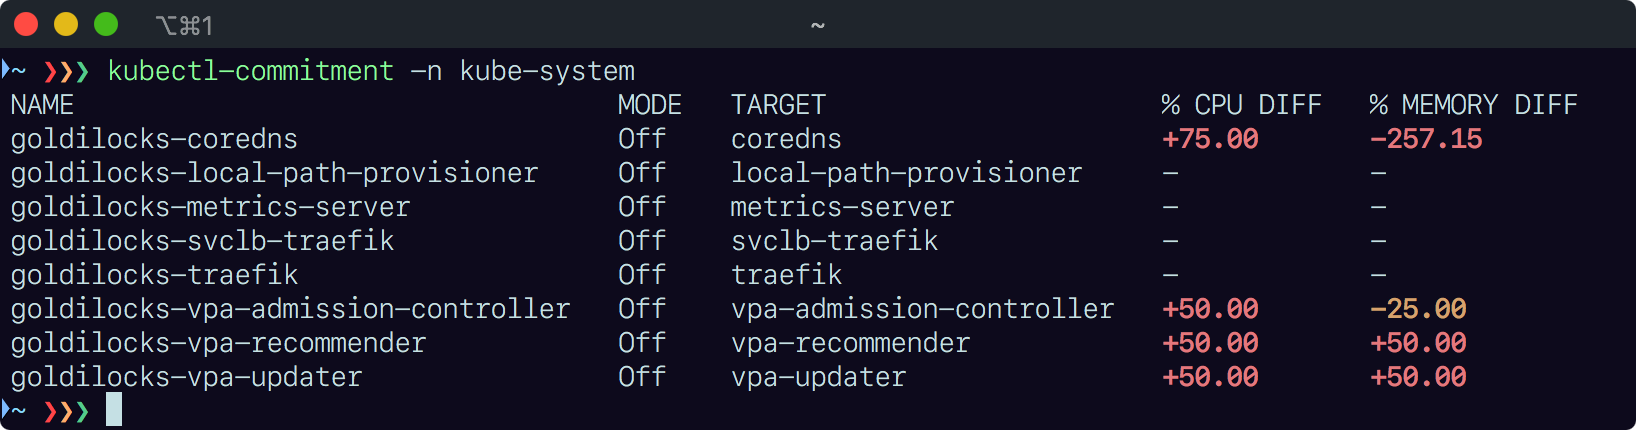 ⌥⌘1 ~
~ ❯❯❯ kubectl-commitment -n kube-system
NAME MODE TARGET % CPU DIFF % MEMORY DIFF
goldilocks-coredns Off coredns +75.00 -257.15
goldilocks-local-path-provisioner Off local-path-provisioner - -
goldilocks-metrics-server Off metrics-server - -
goldilocks-svclb-traefik Off svclb-traefik - -
goldilocks-traefik Off traefik - -
goldilocks-vpa-admission-controller Off vpa-admission-controller +50.00 -25.00
goldilocks-vpa-recommender Off vpa-recommender +50.00 +50.00
goldilocks-vpa-updater Off vpa-updater +50.00 +50.00
~ ❯❯❯